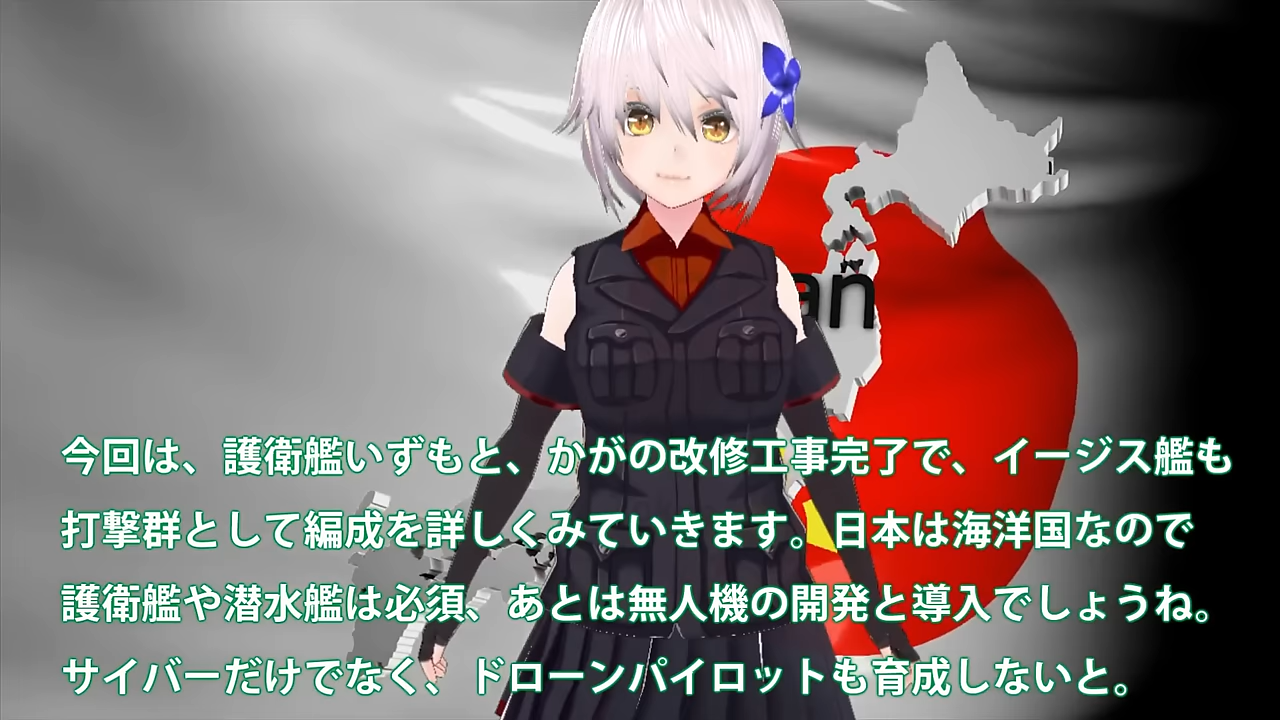 an
今回は、護衛艦いずもと、かがの改修工事完了で、イージス艦も
打撃群として編成を詳しくみていきます。日本は海洋国なので
護衛艦や潜水艦は必須、あとは無人機の開発と導入でしょうね。
サイバーだけでなく、ドローンパイロットも育成しないと。